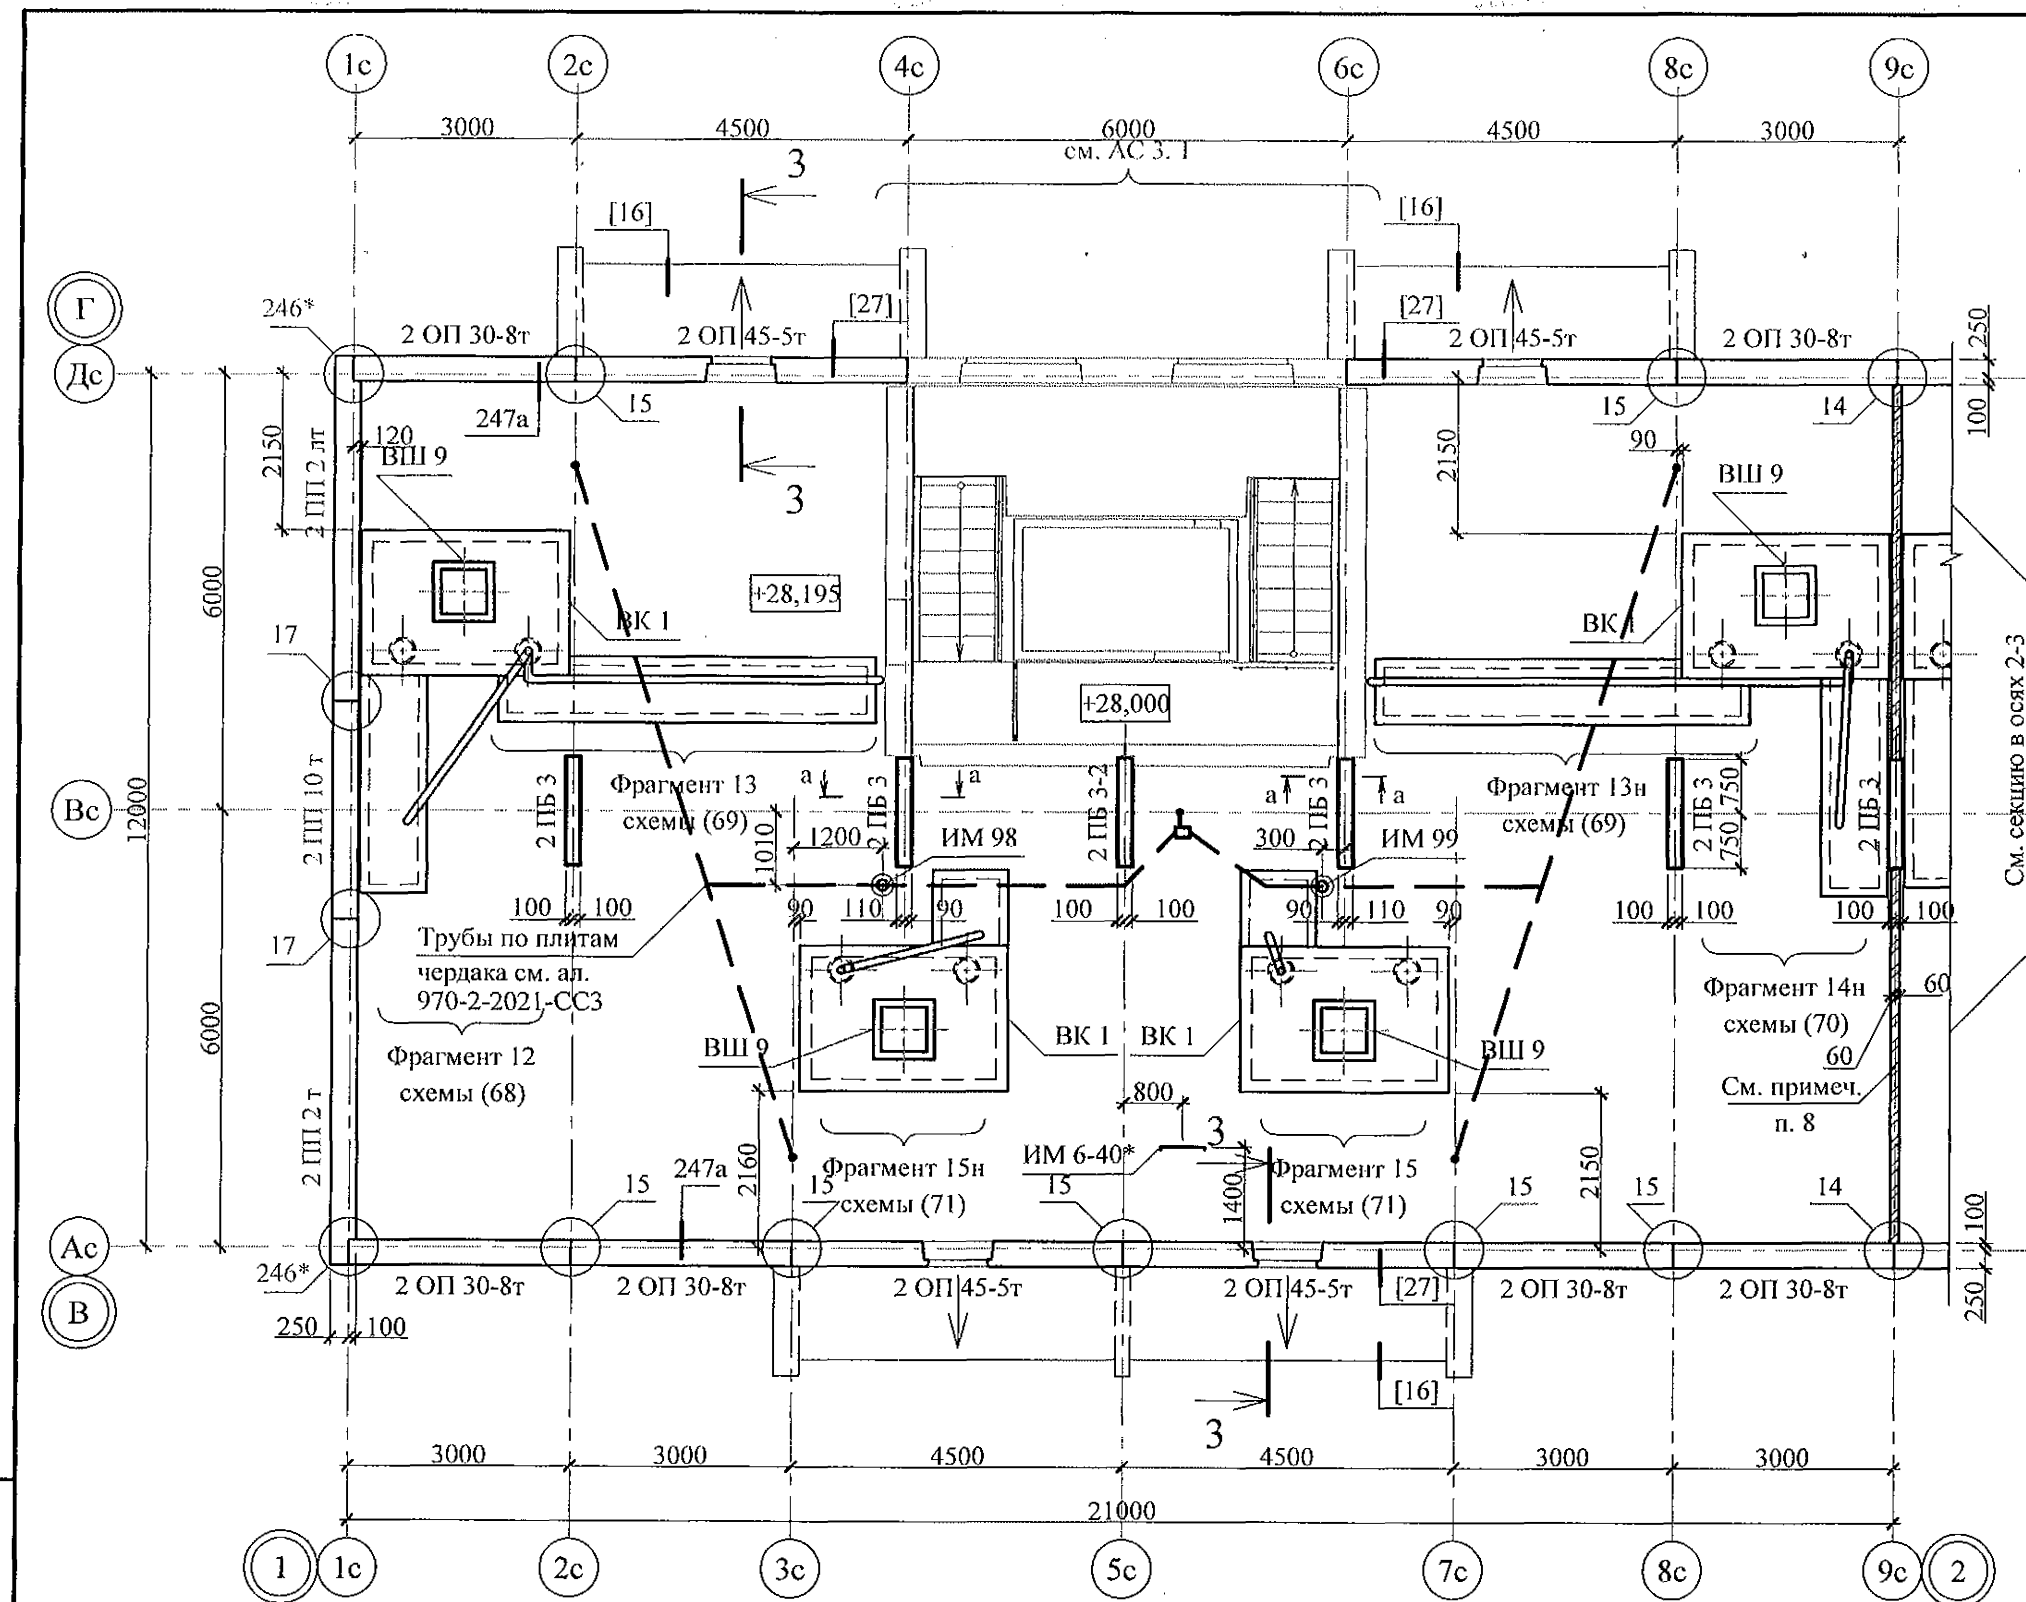 1с 2с 4с 6с 8с 9с
3000 4500 6000 4500 3000
см. АС 3. 1
3
[16] [16]
Г
246*
[27] [27]
2 ОП 30-8т 2 ОП 45-5т 2 ОП 45-5т 2 ОП 30-8т
250
Дс
247а 15 15 14
100
2150 2 ПП 2 лт 120 ВШ 9
3
2150 90 ВШ 9
6000
+28,195
ВК 1 ВК 1
17
+28,000
См. секцию в осях 2-3
12000
2 ПП 10 т
Вс
2 ПБ 3
Фрагмент 13
схемы (69)
а а
2 ПБ 3
2 ПБ 3-2
а а
2 ПБ 3
Фрагмент 13н
схемы (69)
2 ПБ 3
750 750
2 ПБ 3
1010 1200 ИМ 98 300 ИМ 99
100 100 90 110 90 100 100 90 110 90 100 100 100 100
17
Трубы по плитам
чердака см. ал.
970-2-2021-СС3
6000
Фрагмент 12
схемы (68)
ВШ 9 ВК 1 ВК 1 ВШ 9
Фрагмент 14н
схемы (70)
60
60
См. примеч.
п. 8
800
2 ПП 2 т
2160
Фрагмент 15н
схемы (71)
ИМ 6-40*
3
1400
Фрагмент 15
схемы (71)
2150
15 247а 15 15 15 15 14
100
Ас
246*
В
2 ОП 30-8т 2 ОП 30-8т 2 ОП 45-5т 2 ОП 45-5т [27] 2 ОП 30-8т 2 ОП 30-8т
250
250 100
[16]
3
3000 3000 4500 4500 3000 3000
21000
1 1с 2с 3с 5с 7с 8с 9с 2